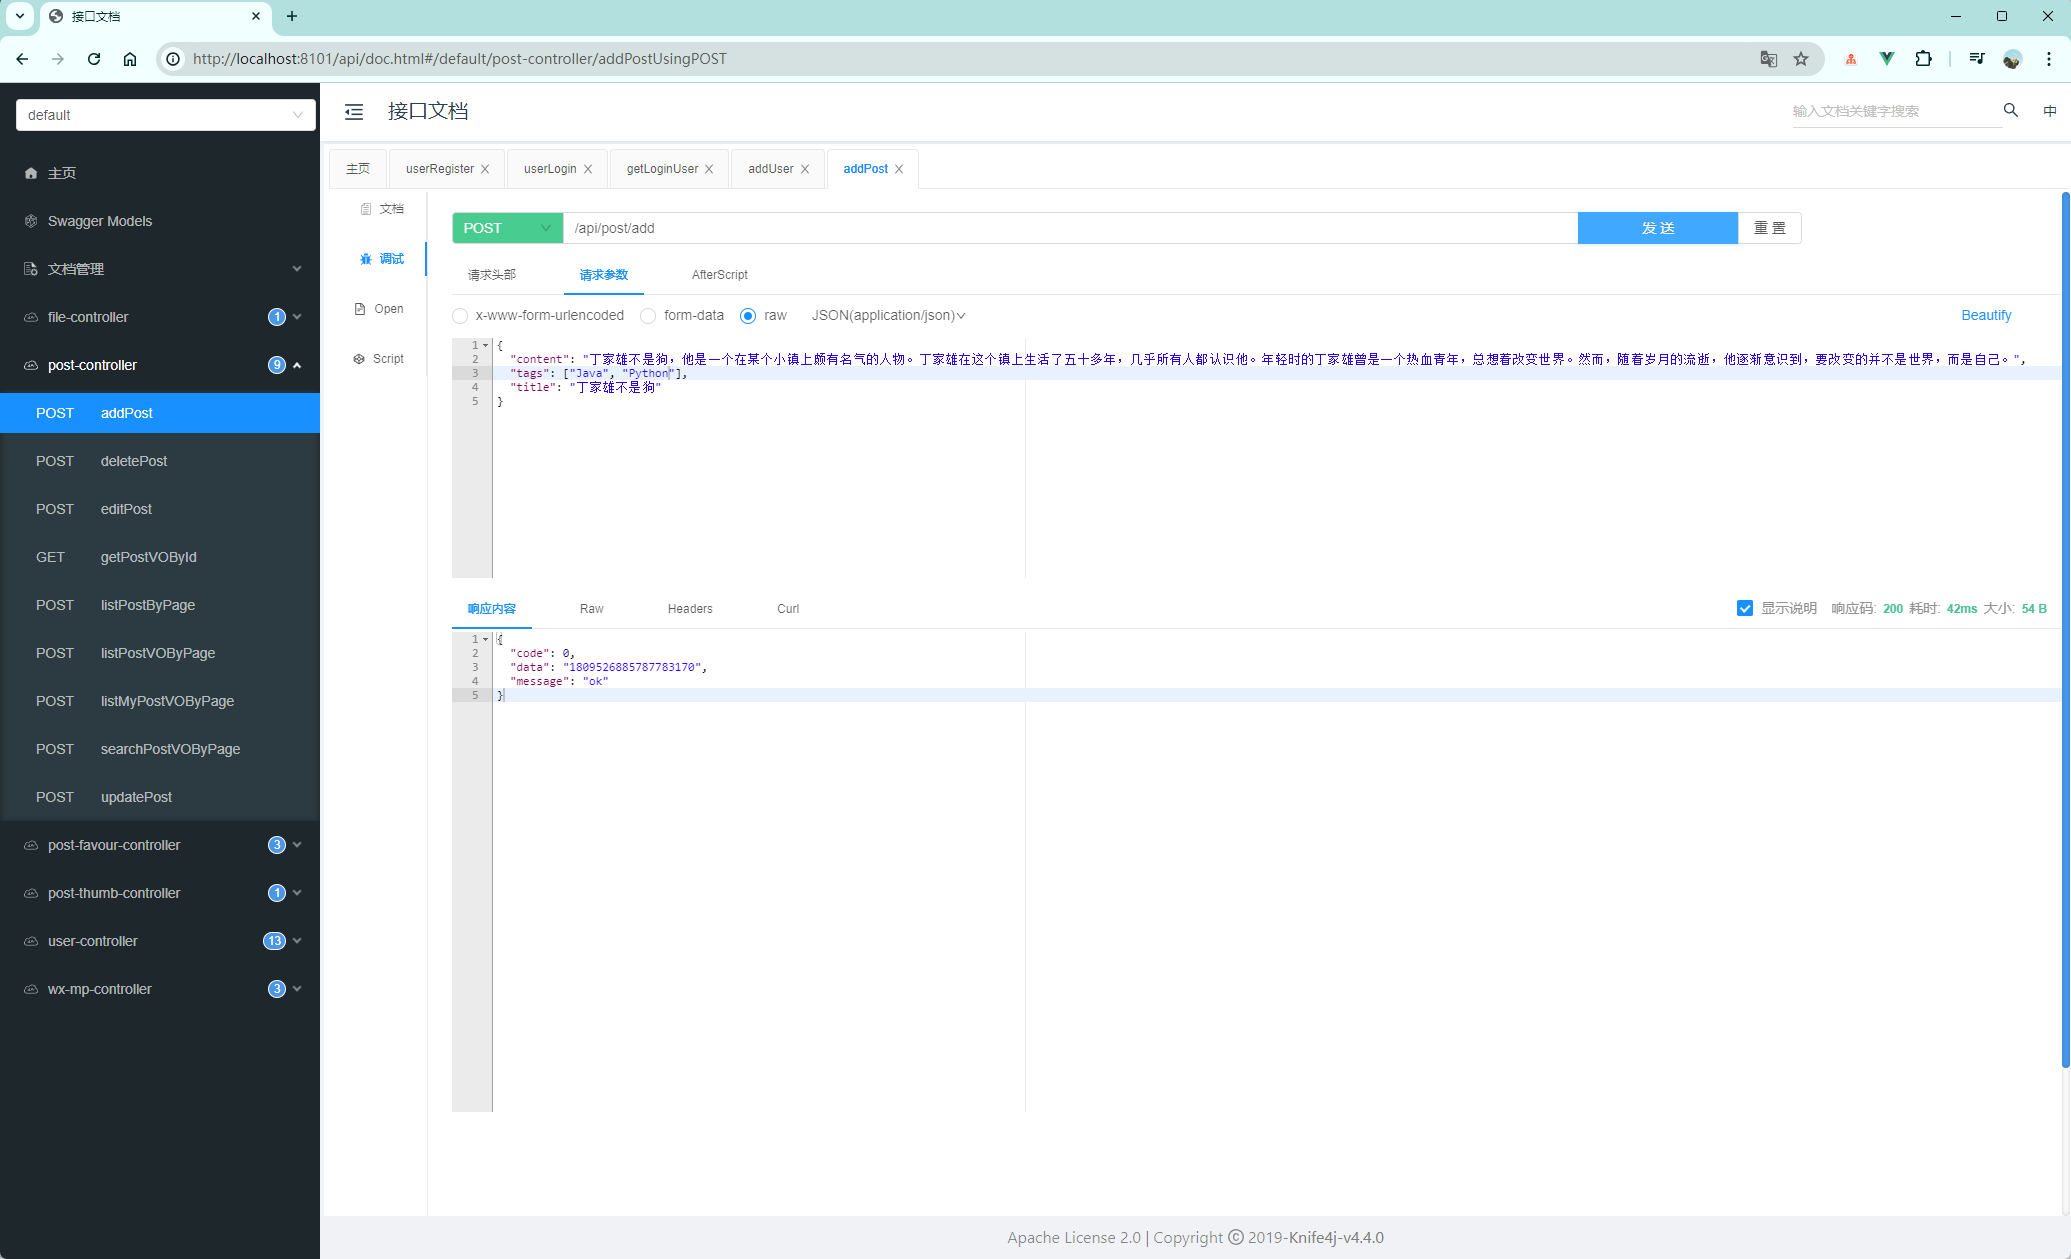 接口文档
http://localhost:8101/api/doc.html#/default/post-controller/addPostUsingPOST
default
主页
Swagger Models
文档管理
file-controller 1
post-controller 9
POST addPost
POST deletePost
POST editPost
GET getPostVOById
POST listPostByPage
POST listPostVOByPage
POST listMyPostVOByPage
POST searchPostVOByPage
POST updatePost
post-favour-controller 3
post-thumb-controller 1
user-controller 13
wx-mp-controller 3
接口文档
输入文档关键字搜索
中
主页 userRegister userLogin getLoginUser addUser addPost
文档
调试
Open
Script
POST /api/post/add 发 送 重 置
请求头部 请求参数 AfterScript
x-www-form-urlencoded form-data raw JSON(application/json) Beautify
1 {
2 "content": "丁家雄不是狗，他是一个在某个小镇上颇有名气的人物。丁家雄在这个镇上生活了五十多年，几乎所有人都认识他。年轻时的丁家雄曾是一个热血青年，总想着改变世界。然而，随着岁月的流逝，他逐渐意识到，要改变的并不是世界，而是自己。",
3 "tags": ["Java", "Python"],
4 "title": "丁家雄不是狗"
5 }
响应内容 Raw Headers Curl 显示说明 响应码: 200 耗时: 42ms 大小: 54 B
1 {
2 "code": 0,
3 "data": "1809526885787783170",
4 "message": "ok"
5 }
Apache License 2.0 | Copyright © 2019-Knife4j-v4.4.0